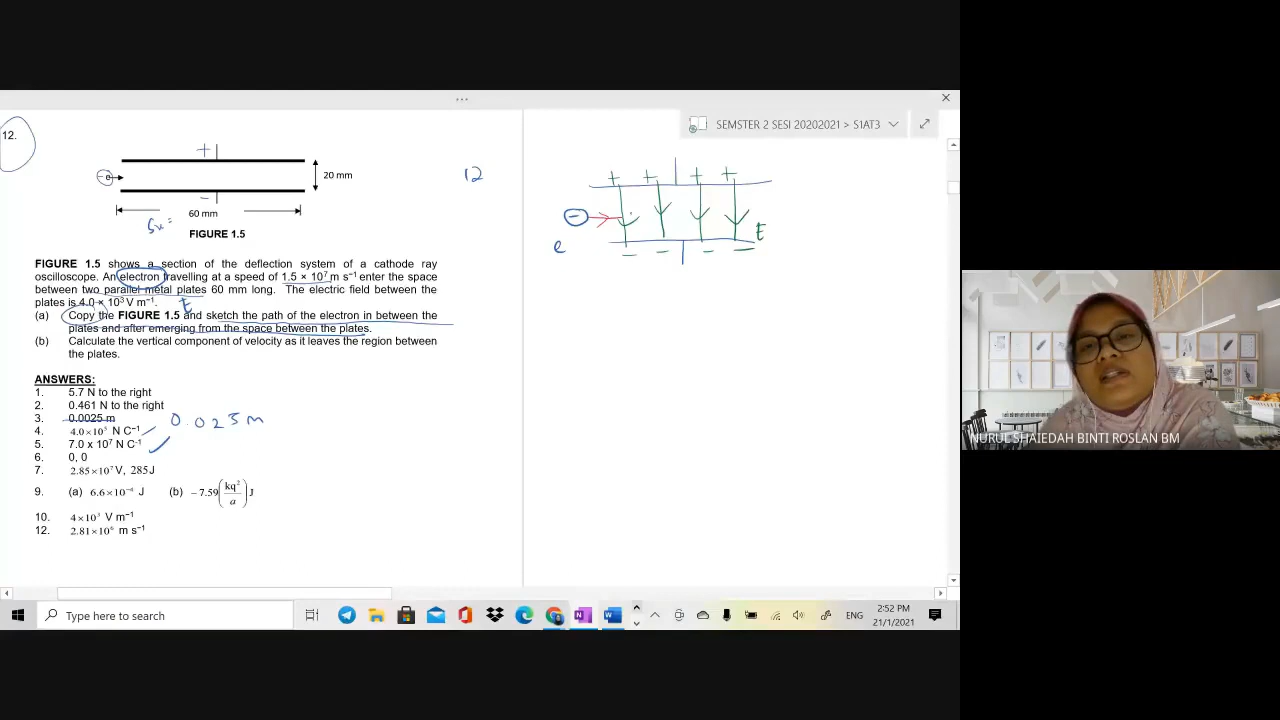 SEMSTER 2 SESI 20202021 > S1AT3
12.
+
-
20 mm
60 mm
Sx =
FIGURE 1.5
12
+ + + +
-
e
E
- - - -
FIGURE 1.5 shows a section of the deflection system of a cathode ray
oscilloscope. An electron travelling at a speed of 1.5 × 10⁷ m s⁻¹ enter the space
between two parallel metal plates 60 mm long. The electric field between the
plates is 4.0 × 10³ V m⁻¹.
E
(a) Copy the FIGURE 1.5 and sketch the path of the electron in between the
plates and after emerging from the space between the plates.
(b) Calculate the vertical component of velocity as it leaves the region between
the plates.
ANSWERS:
1. 5.7 N to the right
2. 0.461 N to the right
3. 0.0025 m
0.025 m
4. 4.0×10⁵ N C⁻¹
5. 7.0 x 10⁷ N C⁻¹
6. 0, 0
7. 2.85×10⁷ V, 285J
9. (a) 6.6×10⁻⁴ J (b) −7.59(kq²/a)J
10. 4×10³ V m⁻¹
12. 2.81×10⁶ m s⁻¹
NURUL SHAIEDAH BINTI ROSLAN BM
Type here to search
ENG
2:52 PM
21/1/2021